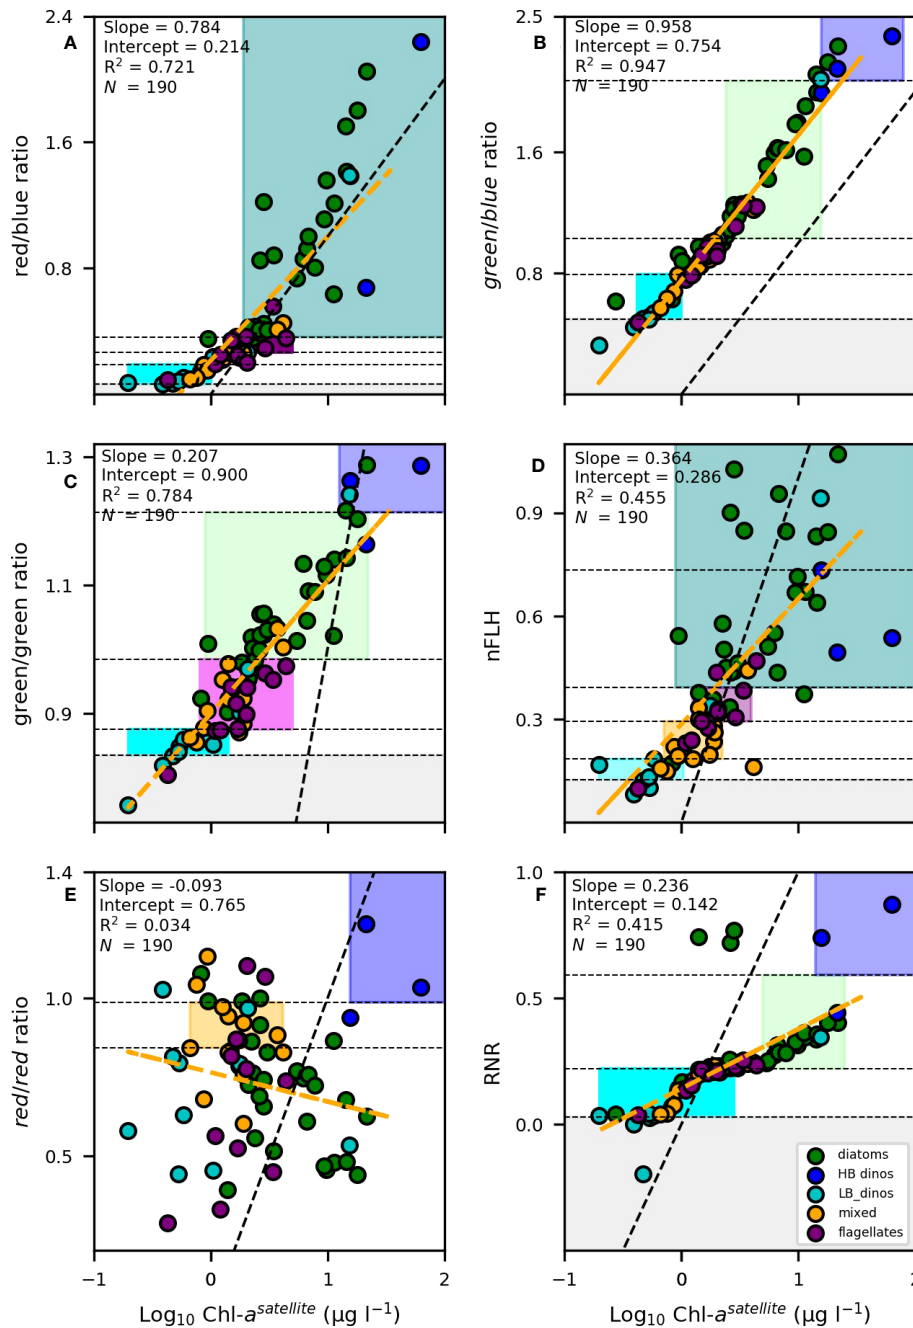 A
Slope = 0.784
Intercept = 0.214
R² = 0.721
N = 190
2.4
1.6
0.8
red/blue ratio
B
Slope = 0.958
Intercept = 0.754
R² = 0.947
N = 190
2.5
1.6
0.8
green/blue ratio
C
Slope = 0.207
Intercept = 0.900
R² = 0.784
N = 190
1.3
1.1
0.9
green/green ratio
D
Slope = 0.364
Intercept = 0.286
R² = 0.455
N = 190
0.9
0.6
0.3
nFLH
E
Slope = -0.093
Intercept = 0.765
R² = 0.034
N = 190
1.4
1.0
0.5
red/red ratio
−1 0 1 2
Log₁₀ Chl-a^satellite (μg l⁻¹)
F
Slope = 0.236
Intercept = 0.142
R² = 0.415
N = 190
1.0
0.5
0.0
RNR
diatoms
HB dinos
LB_dinos
mixed
flagellates
−1 0 1 2
Log₁₀ Chl-a^satellite (μg l⁻¹)